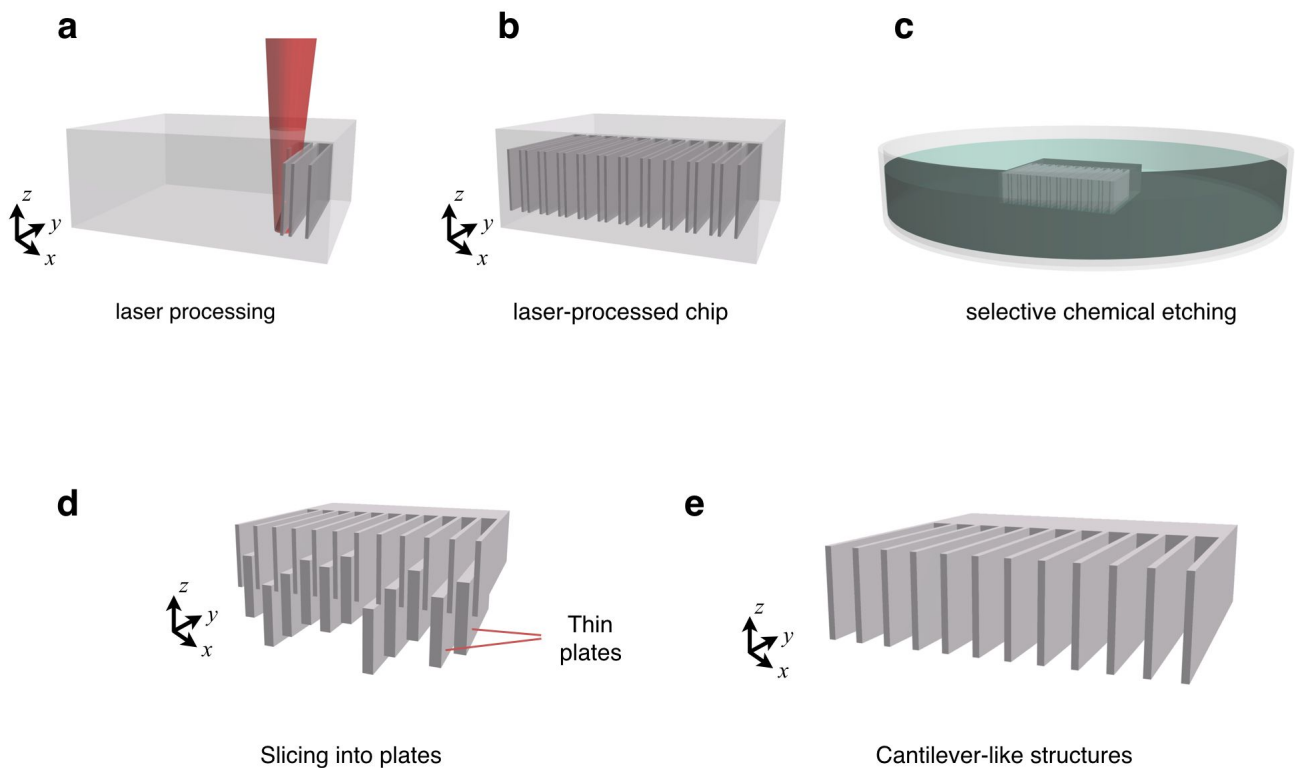 a
b
c
z
y
x
z
y
x
laser processing
laser-processed chip
selective chemical etching
d
e
z
y
x
Thin
plates
z
y
x
Slicing into plates
Cantilever-like structures